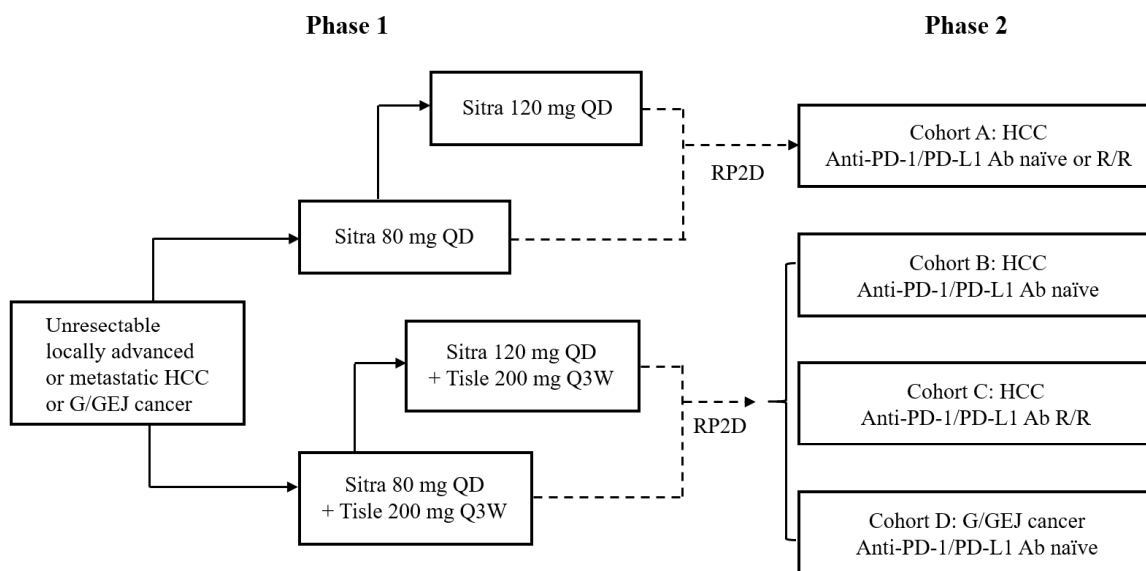 Phase 1
Phase 2
Sitra 120 mg QD
Cohort A: HCC
Anti-PD-1/PD-L1 Ab naïve or R/R
RP2D
Sitra 80 mg QD
Cohort B: HCC
Anti-PD-1/PD-L1 Ab naïve
Unresectable
locally advanced
or metastatic HCC
or G/GEJ cancer
Sitra 120 mg QD
+ Tisle 200 mg Q3W
Cohort C: HCC
Anti-PD-1/PD-L1 Ab R/R
RP2D
Sitra 80 mg QD
+ Tisle 200 mg Q3W
Cohort D: G/GEJ cancer
Anti-PD-1/PD-L1 Ab naïve